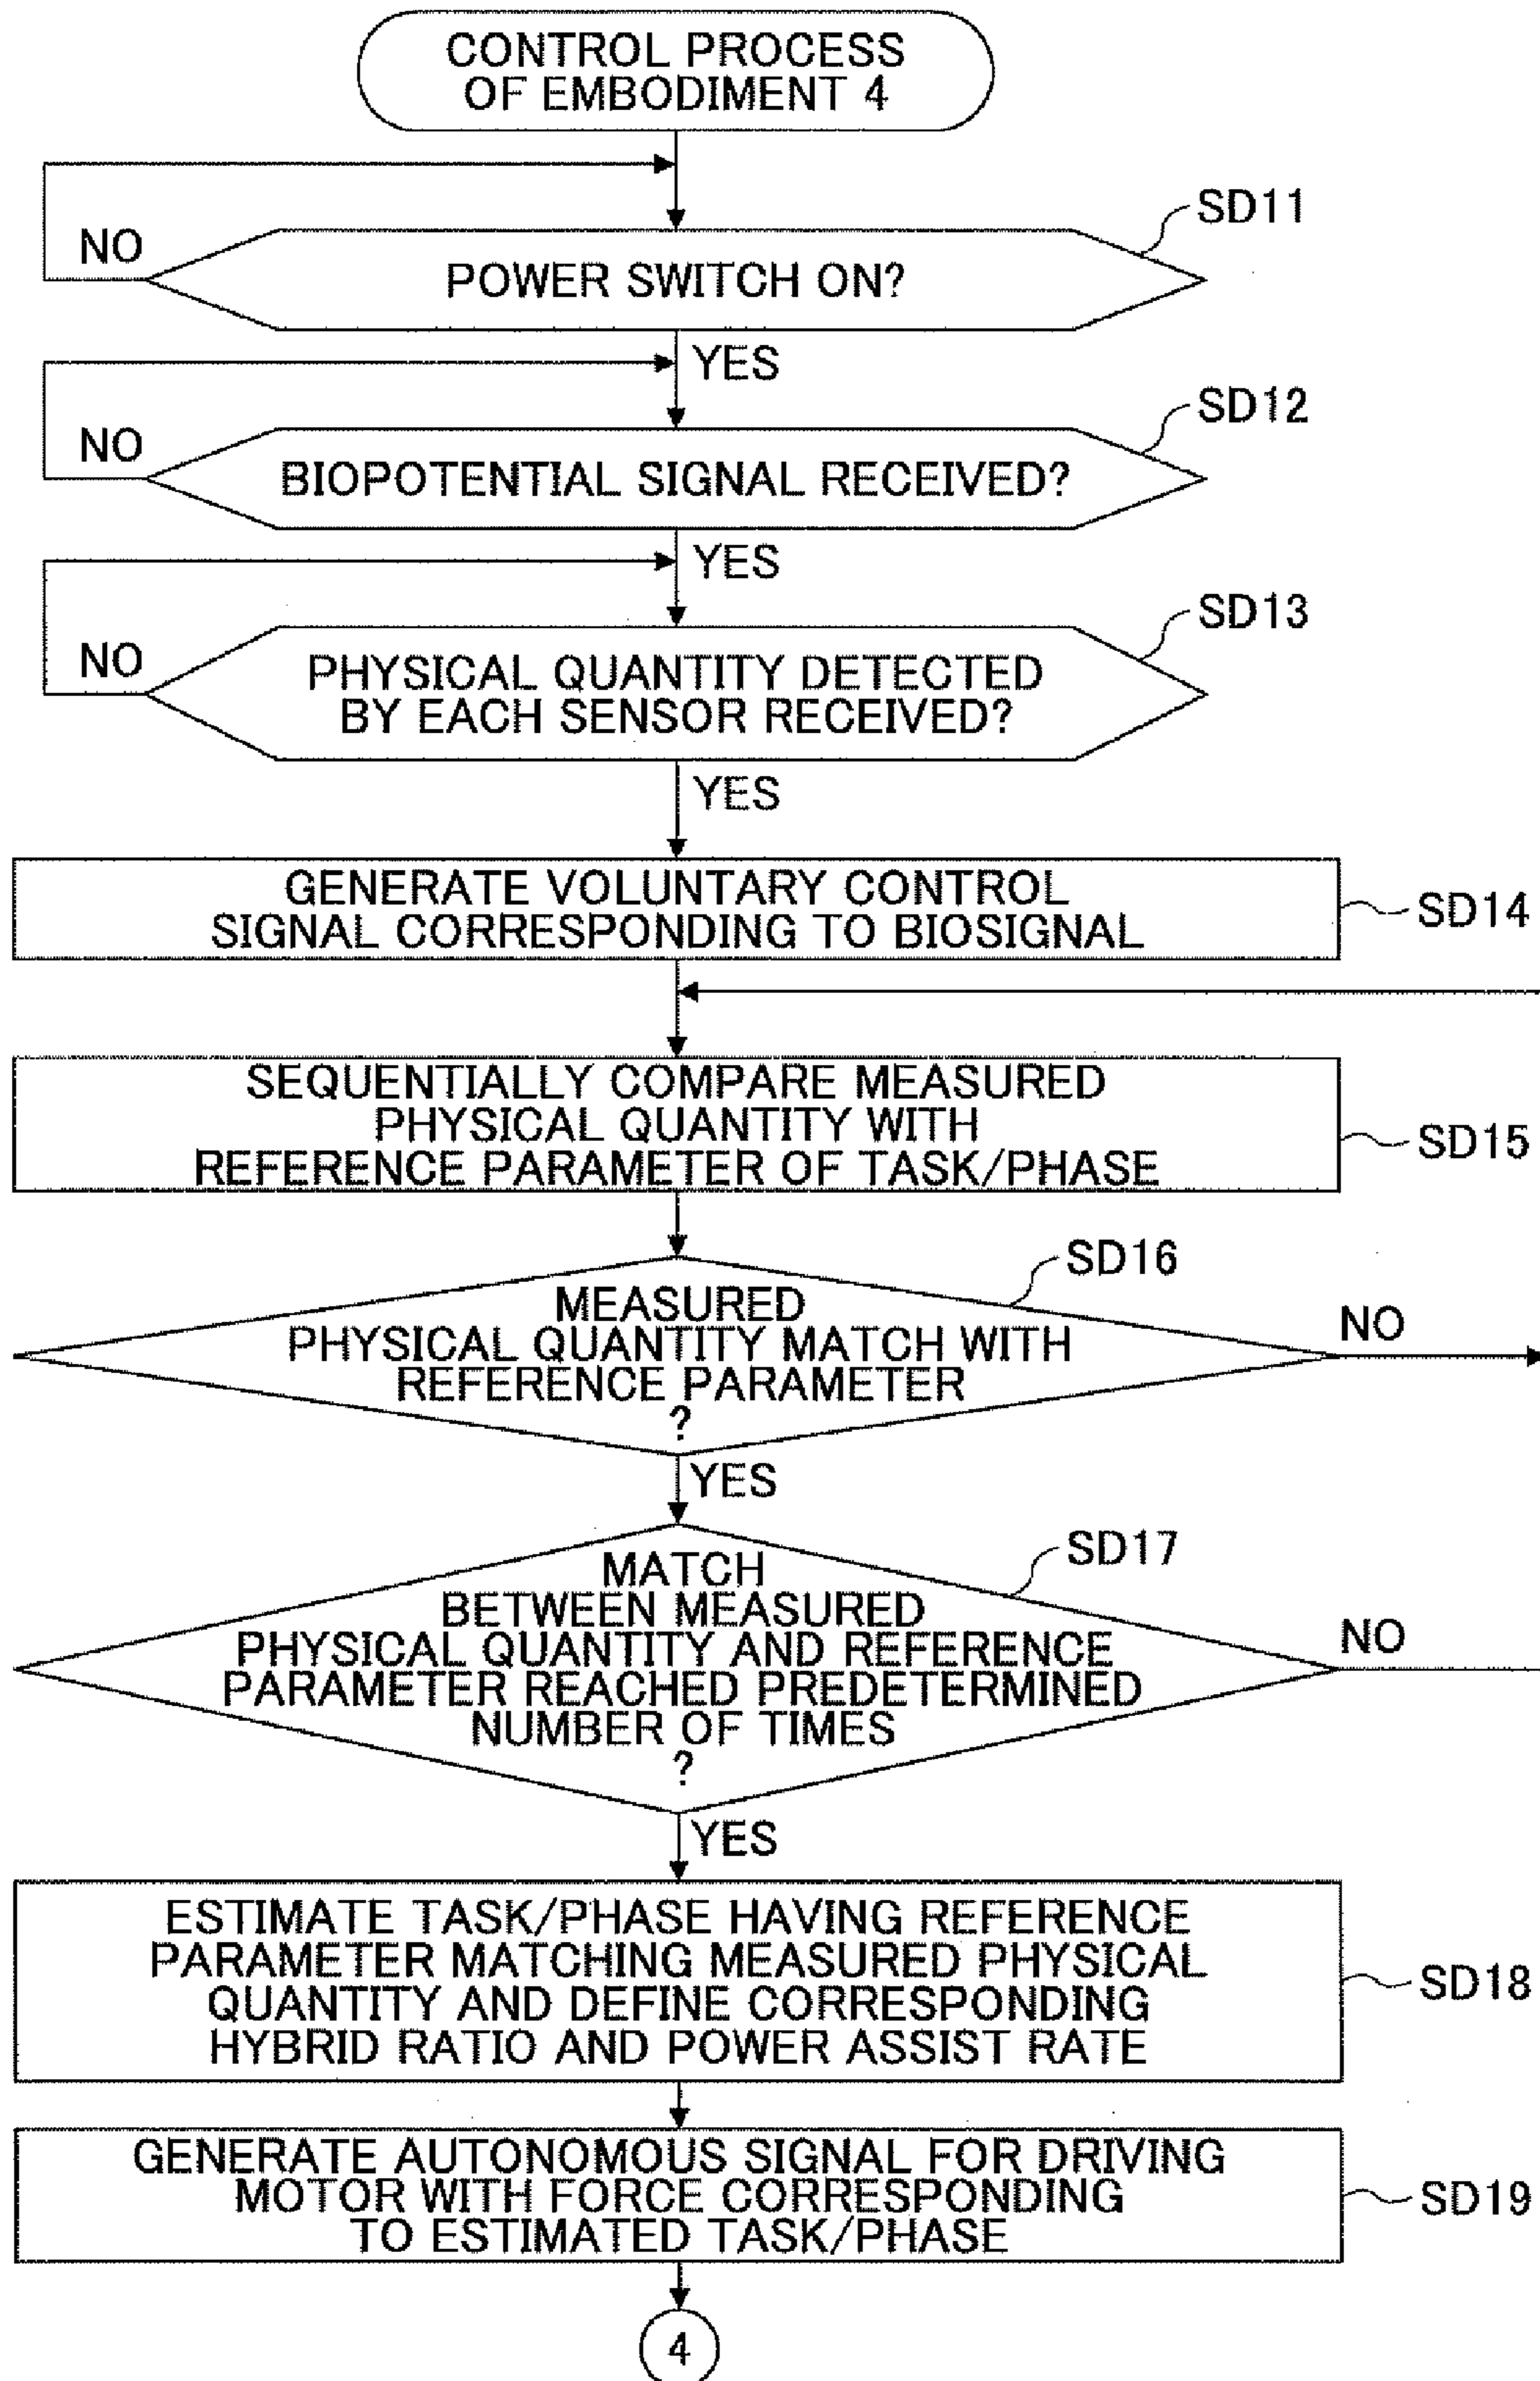 CONTROL PROCESS
OF EMBODIMENT 4
SD11
NO
POWER SWITCH ON?
YES
SD12
NO
BIOPOTENTIAL SIGNAL RECEIVED?
YES
SD13
NO
PHYSICAL QUANTITY DETECTED
BY EACH SENSOR RECEIVED?
YES
GENERATE VOLUNTARY CONTROL
SIGNAL CORRESPONDING TO BIOSIGNAL
SD14
SEQUENTIALLY COMPARE MEASURED
PHYSICAL QUANTITY WITH
REFERENCE PARAMETER OF TASK/PHASE
SD15
SD16
MEASURED
PHYSICAL QUANTITY MATCH WITH
REFERENCE PARAMETER
?
NO
YES
SD17
MATCH
BETWEEN MEASURED
PHYSICAL QUANTITY AND REFERENCE
PARAMETER REACHED PREDETERMINED
NUMBER OF TIMES
?
NO
YES
ESTIMATE TASK/PHASE HAVING REFERENCE
PARAMETER MATCHING MEASURED PHYSICAL
QUANTITY AND DEFINE CORRESPONDING
HYBRID RATIO AND POWER ASSIST RATE
SD18
GENERATE AUTONOMOUS SIGNAL FOR DRIVING
MOTOR WITH FORCE CORRESPONDING
TO ESTIMATED TASK/PHASE
SD19
4